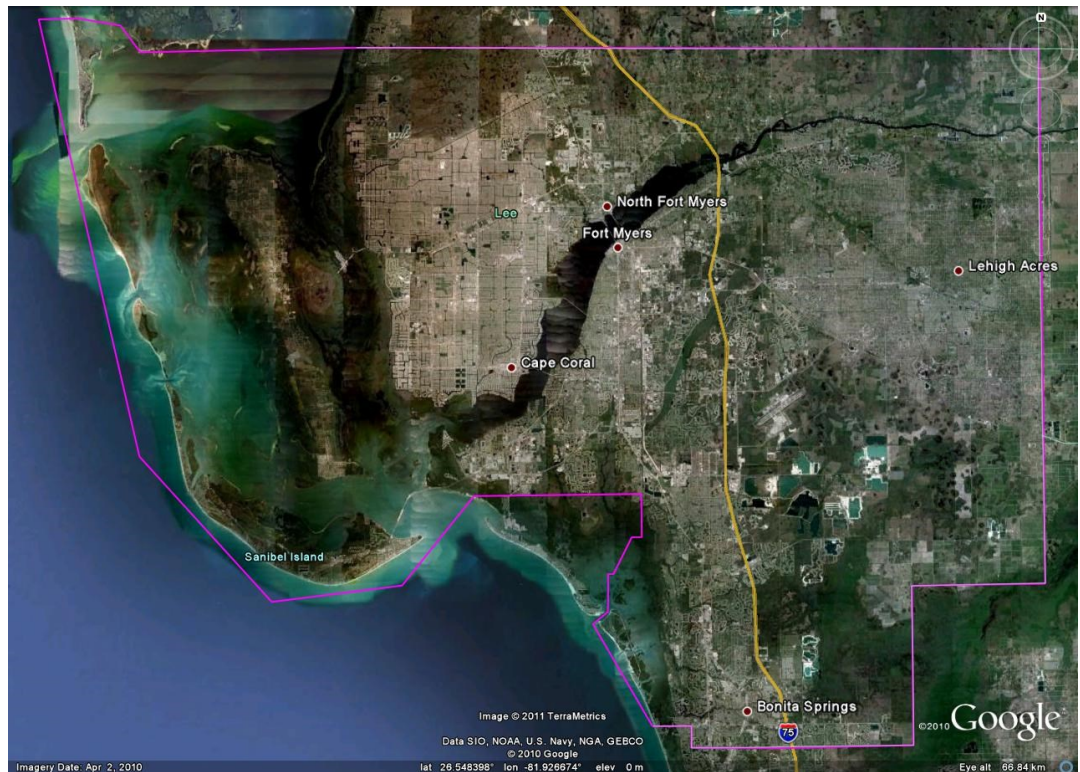 N
North Fort Myers
Lee
Fort Myers
Lehigh Acres
Cape Coral
Sanibel Island
Bonita Springs
Image © 2011 TerraMetrics
©2010 Google
75
Data SIO, NOAA, U.S. Navy, NGA, GEBCO
© 2010 Google
Imagery Date: Apr. 2, 2010
lat 26.548398° lon -81.926674° elev 0 m
Eye alt 66.84 km